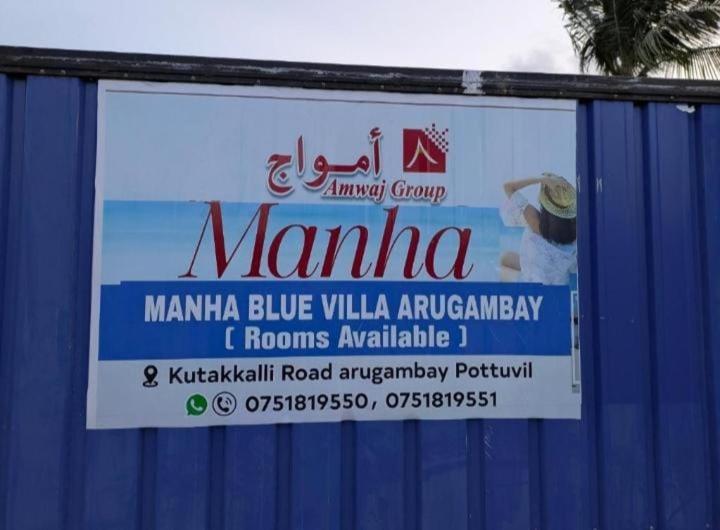 أمواج
Amwaj Group
Manha
MANHA BLUE VILLA ARUGAMBAY
( Rooms Available )
Kutakkalli Road arugambay Pottuvil
0751819550, 0751819551